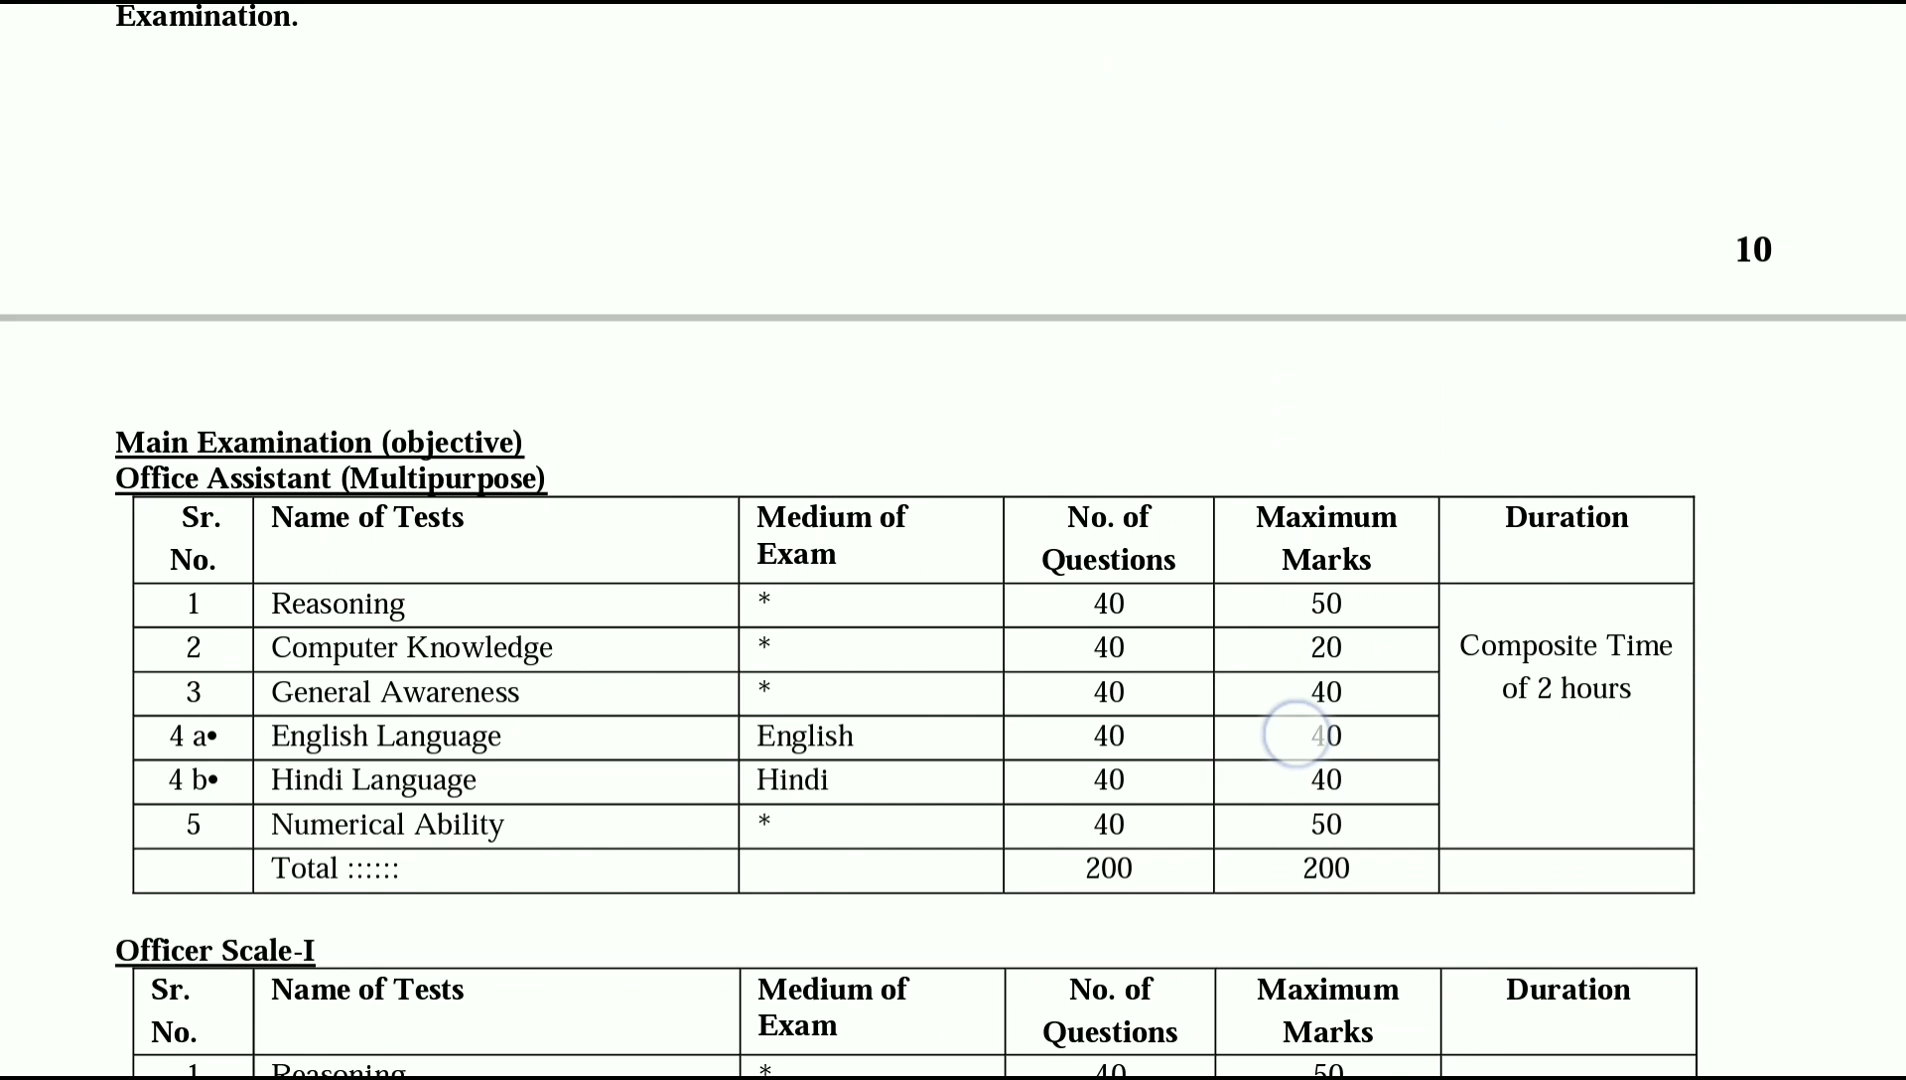 Examination.
10
Main Examination (objective)
Office Assistant (Multipurpose)
Sr. No. Name of Tests Medium of Exam No. of Questions Maximum Marks Duration
1 Reasoning * 40 50 Composite Time of 2 hours
2 Computer Knowledge * 40 20
3 General Awareness * 40 40
4 a• English Language English 40 40
4 b• Hindi Language Hindi 40 40
5 Numerical Ability * 40 50
Total :::::: 200 200
Officer Scale-I
Sr. No. Name of Tests Medium of Exam No. of Questions Maximum Marks Duration
1 Reasoning * 40 50